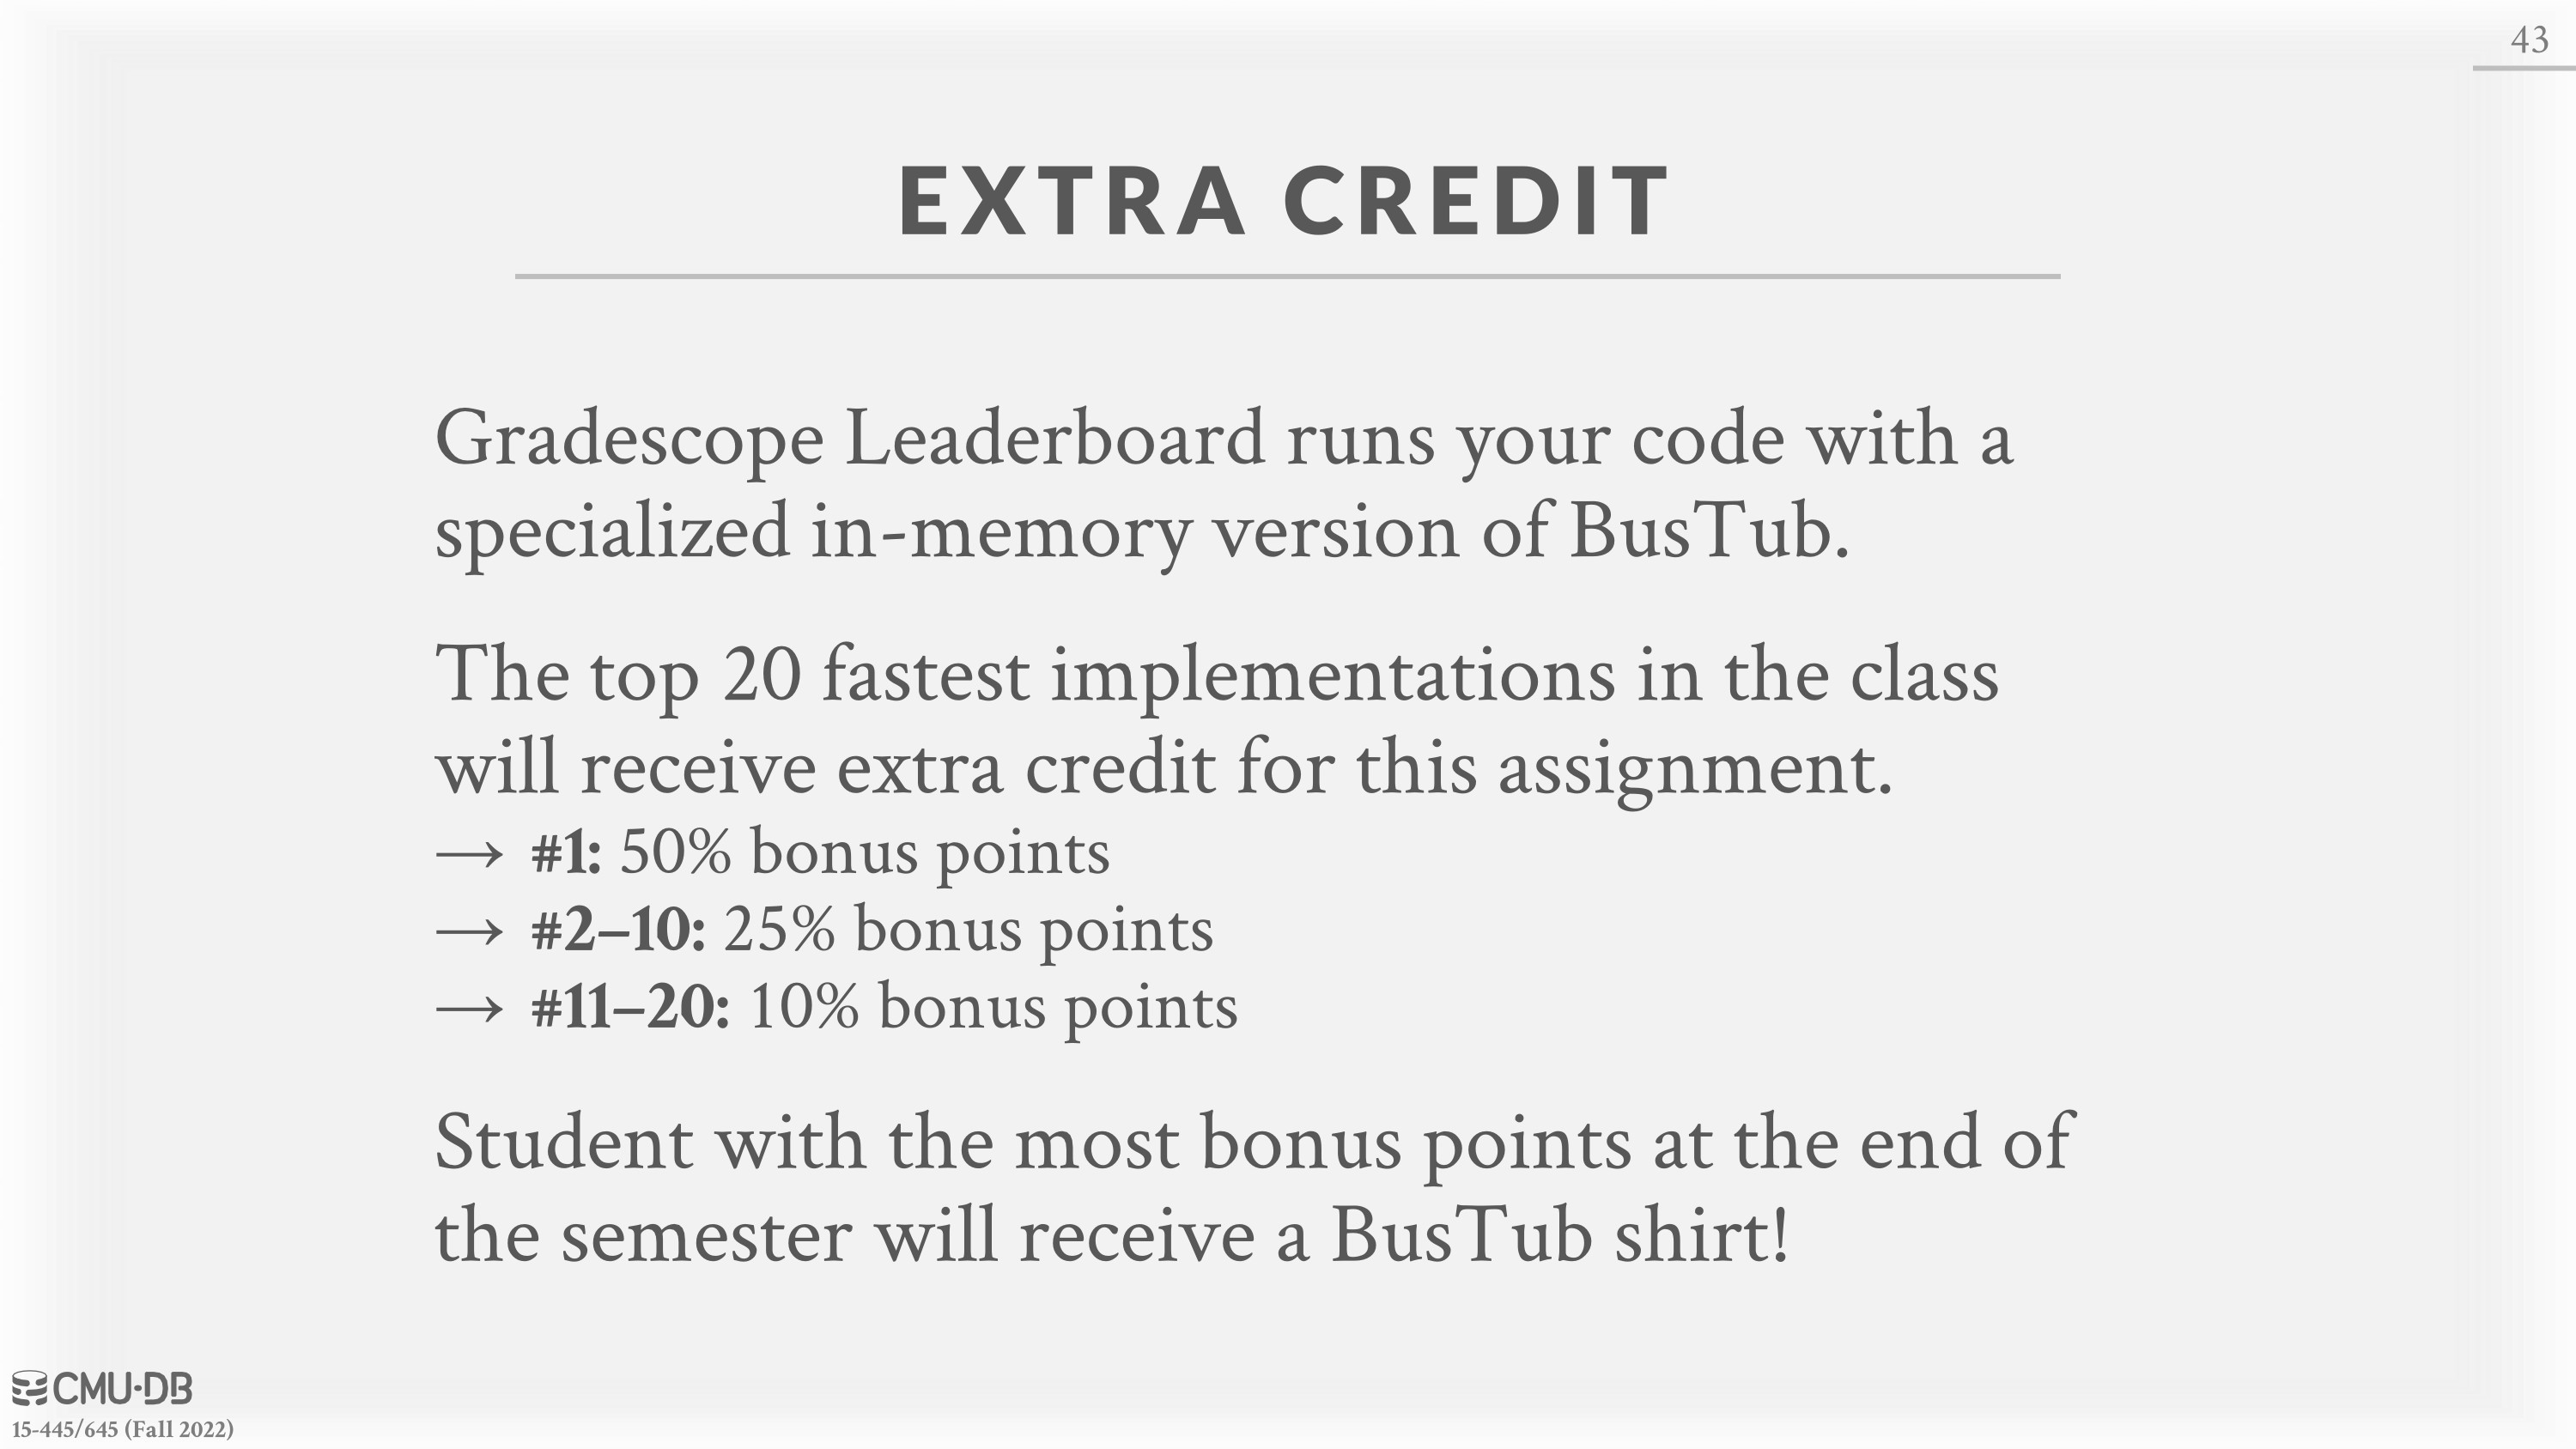 43
EXTRA CREDIT
Gradescope Leaderboard runs your code with a
specialized in-memory version of BusTub.
The top 20 fastest implementations in the class
will receive extra credit for this assignment.
→ #1: 50% bonus points
→ #2–10: 25% bonus points
→ #11–20: 10% bonus points
Student with the most bonus points at the end of
the semester will receive a BusTub shirt!
CMU·DB
15-445/645 (Fall 2022)